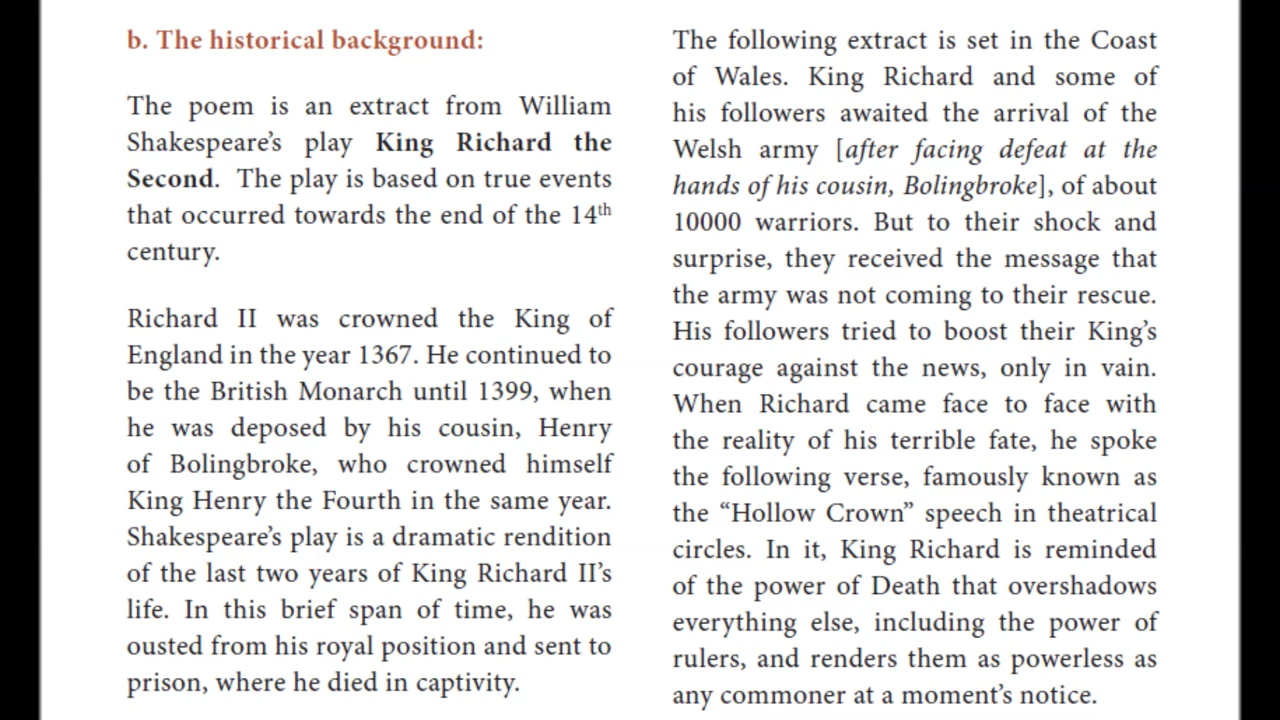 b. The historical background:
The poem is an extract from William
Shakespeare's play King Richard the
Second. The play is based on true events
that occurred towards the end of the 14th
century.
Richard II was crowned the King of
England in the year 1367. He continued to
be the British Monarch until 1399, when
he was deposed by his cousin, Henry
of Bolingbroke, who crowned himself
King Henry the Fourth in the same year.
Shakespeare's play is a dramatic rendition
of the last two years of King Richard II's
life. In this brief span of time, he was
ousted from his royal position and sent to
prison, where he died in captivity.
The following extract is set in the Coast
of Wales. King Richard and some of
his followers awaited the arrival of the
Welsh army [after facing defeat at the
hands of his cousin, Bolingbroke], of about
10000 warriors. But to their shock and
surprise, they received the message that
the army was not coming to their rescue.
His followers tried to boost their King's
courage against the news, only in vain.
When Richard came face to face with
the reality of his terrible fate, he spoke
the following verse, famously known as
the “Hollow Crown” speech in theatrical
circles. In it, King Richard is reminded
of the power of Death that overshadows
everything else, including the power of
rulers, and renders them as powerless as
any commoner at a moment's notice.